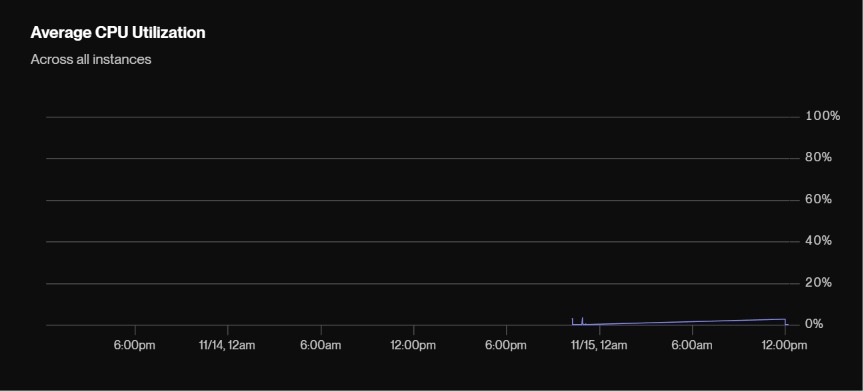 Average CPU Utilization
Across all instances
100%
80%
60%
40%
20%
0%
6:00pm 11/14, 12am 6:00am 12:00pm 6:00pm 11/15, 12am 6:00am 12:00pm